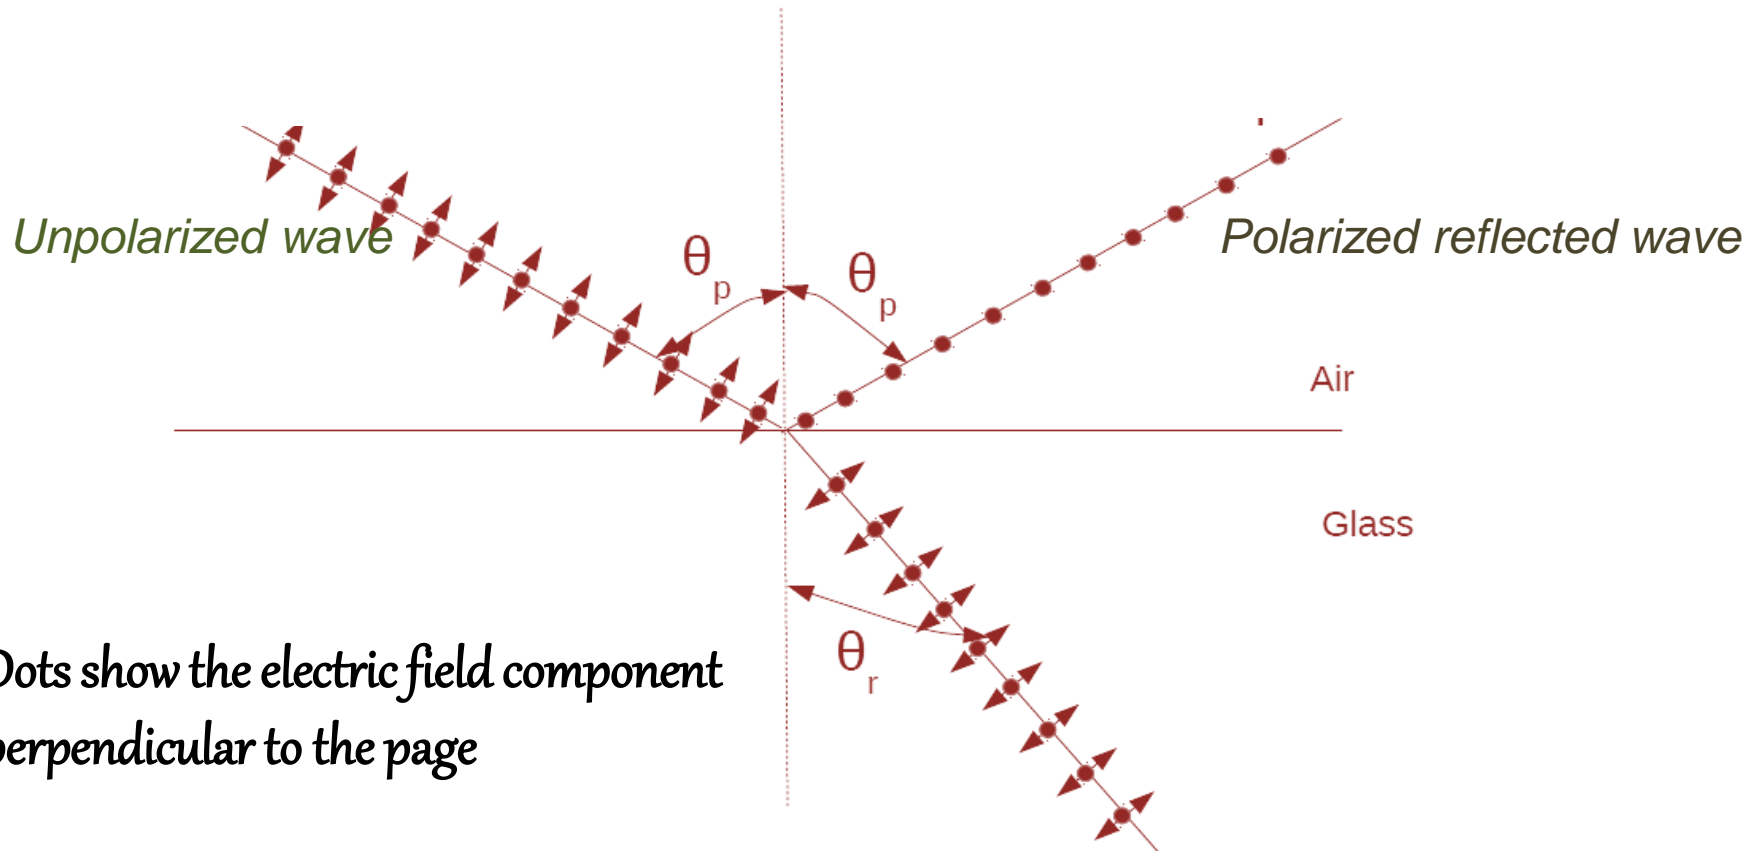 Unpolarized wave
Polarized reflected wave
θp
θp
Air
Glass
θr
Dots show the electric field component
perpendicular to the page